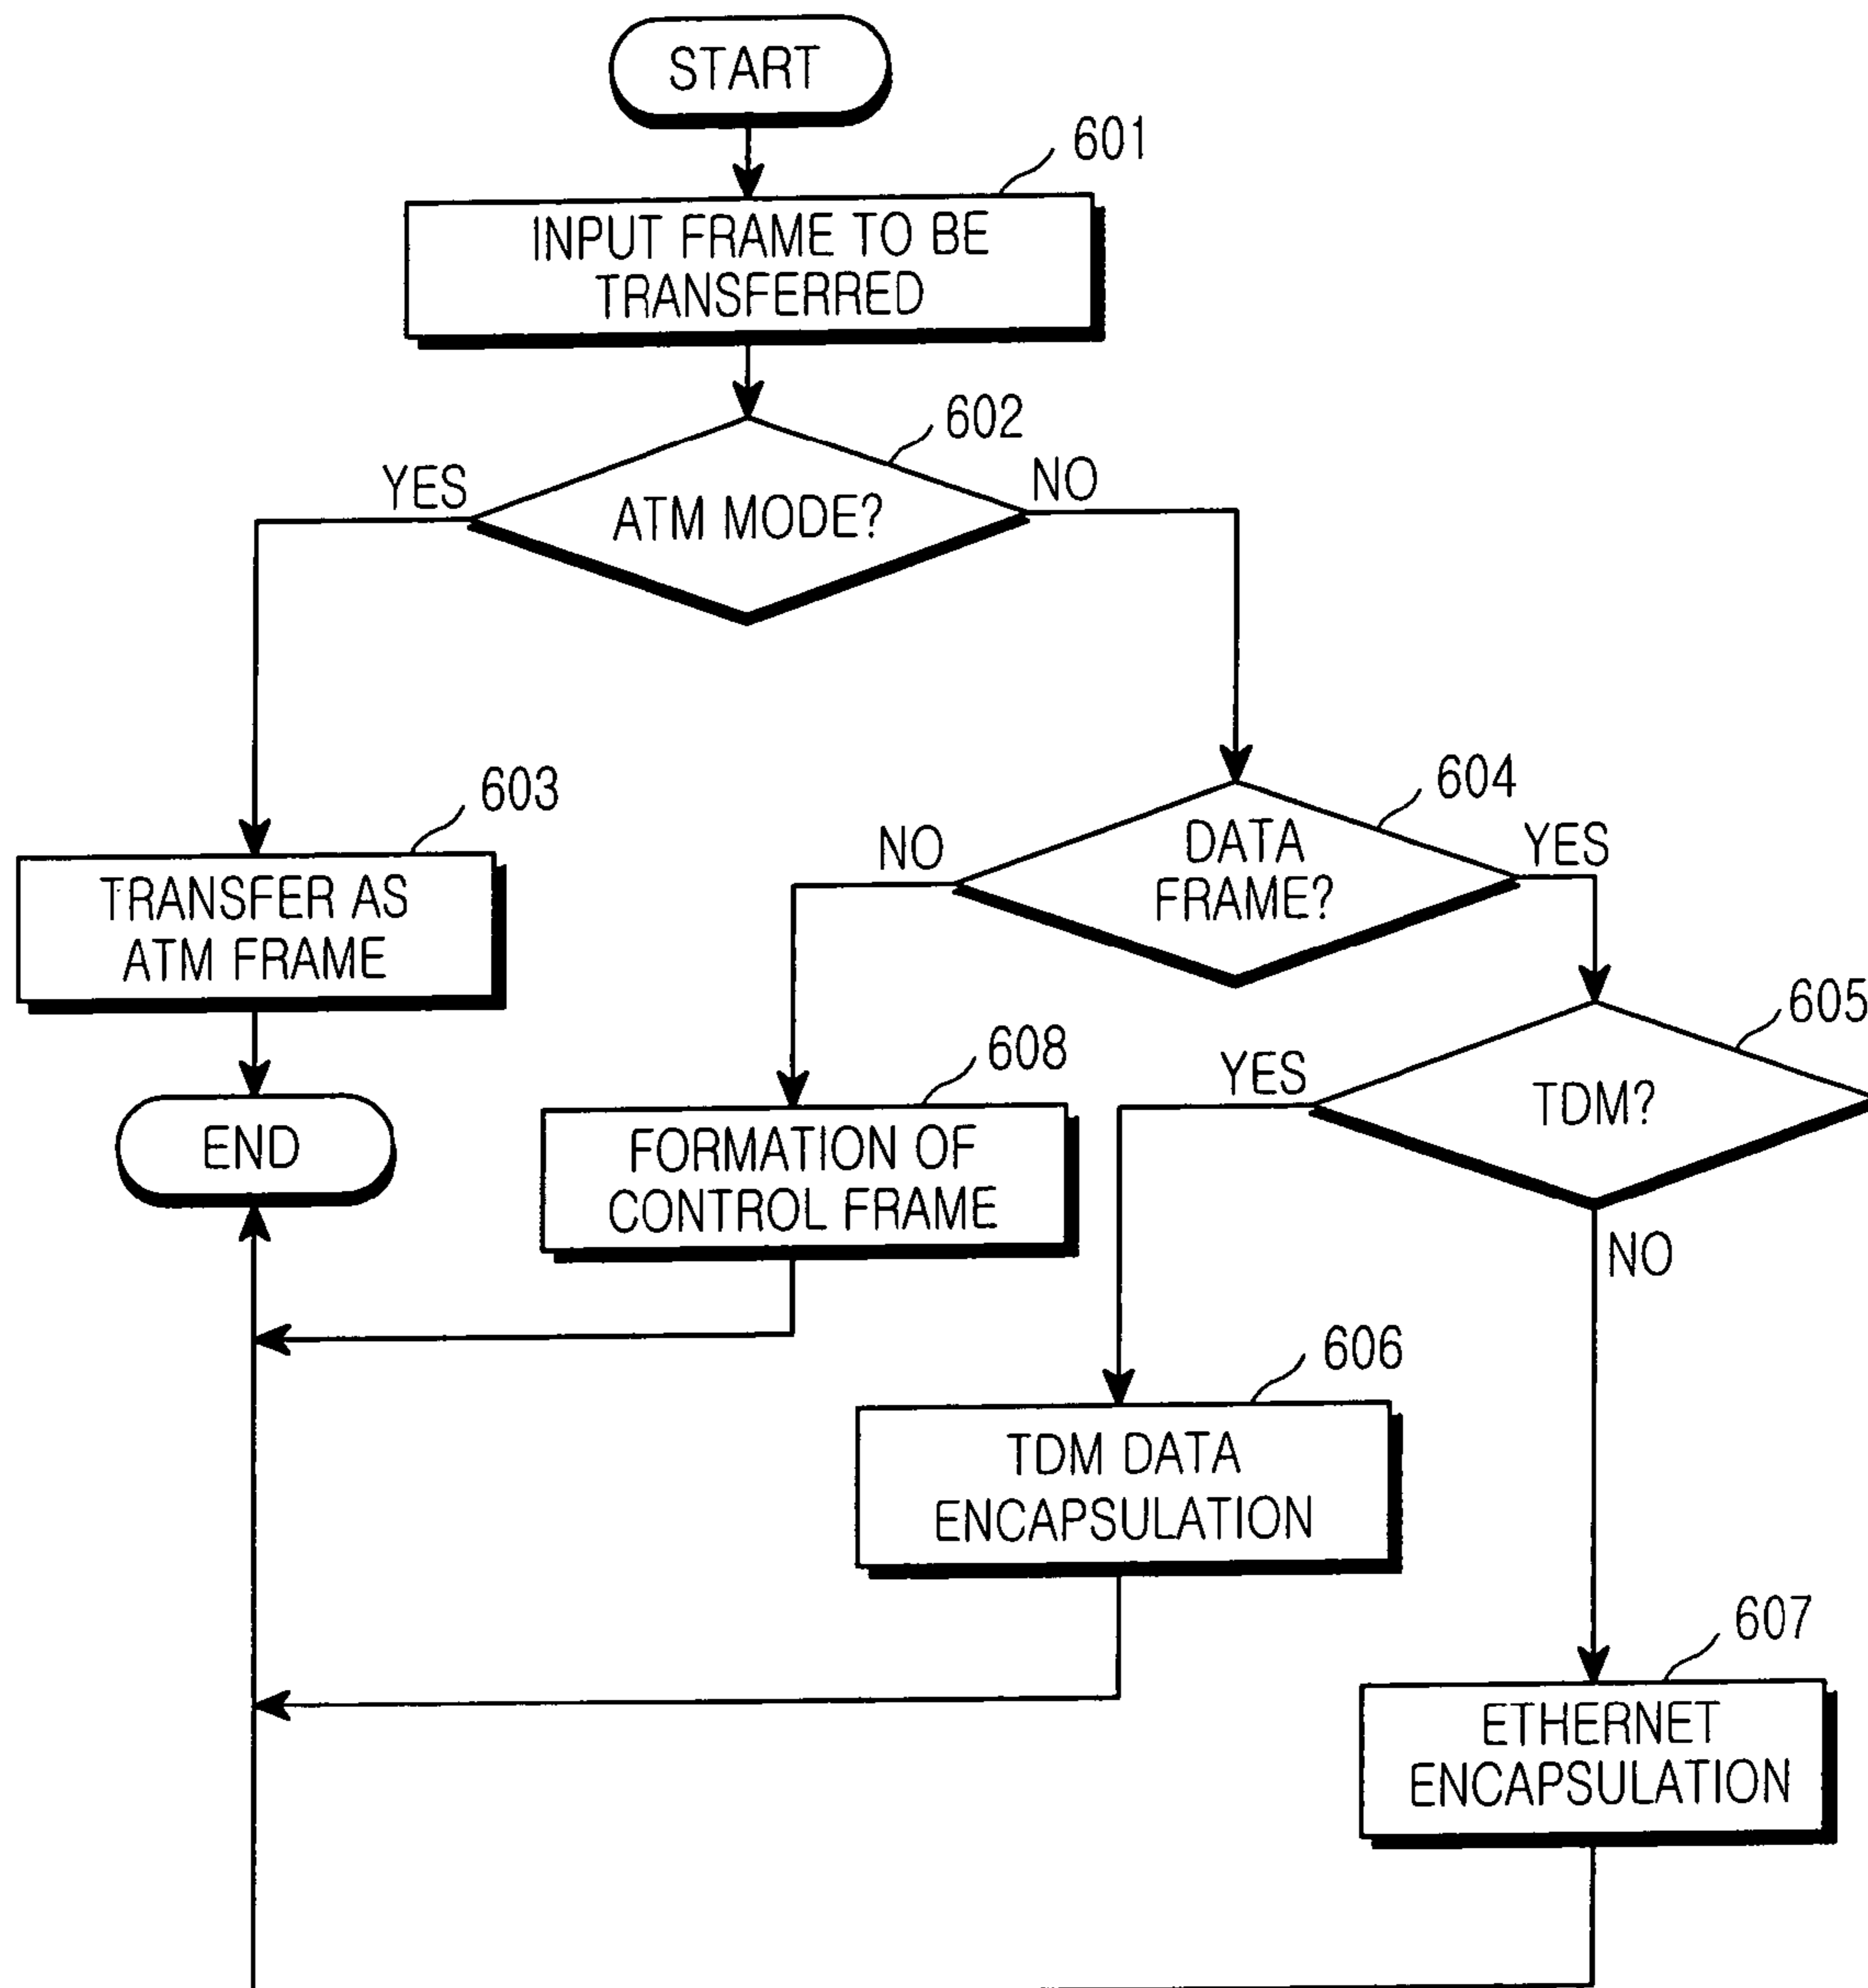 START
601
INPUT FRAME TO BE
TRANSFERRED
602
YES
NO
ATM MODE?
603
604
NO
DATA
FRAME?
YES
TRANSFER AS
ATM FRAME
605
608
YES
TDM?
END
FORMATION OF
CONTROL FRAME
NO
606
TDM DATA
ENCAPSULATION
607
ETHERNET
ENCAPSULATION